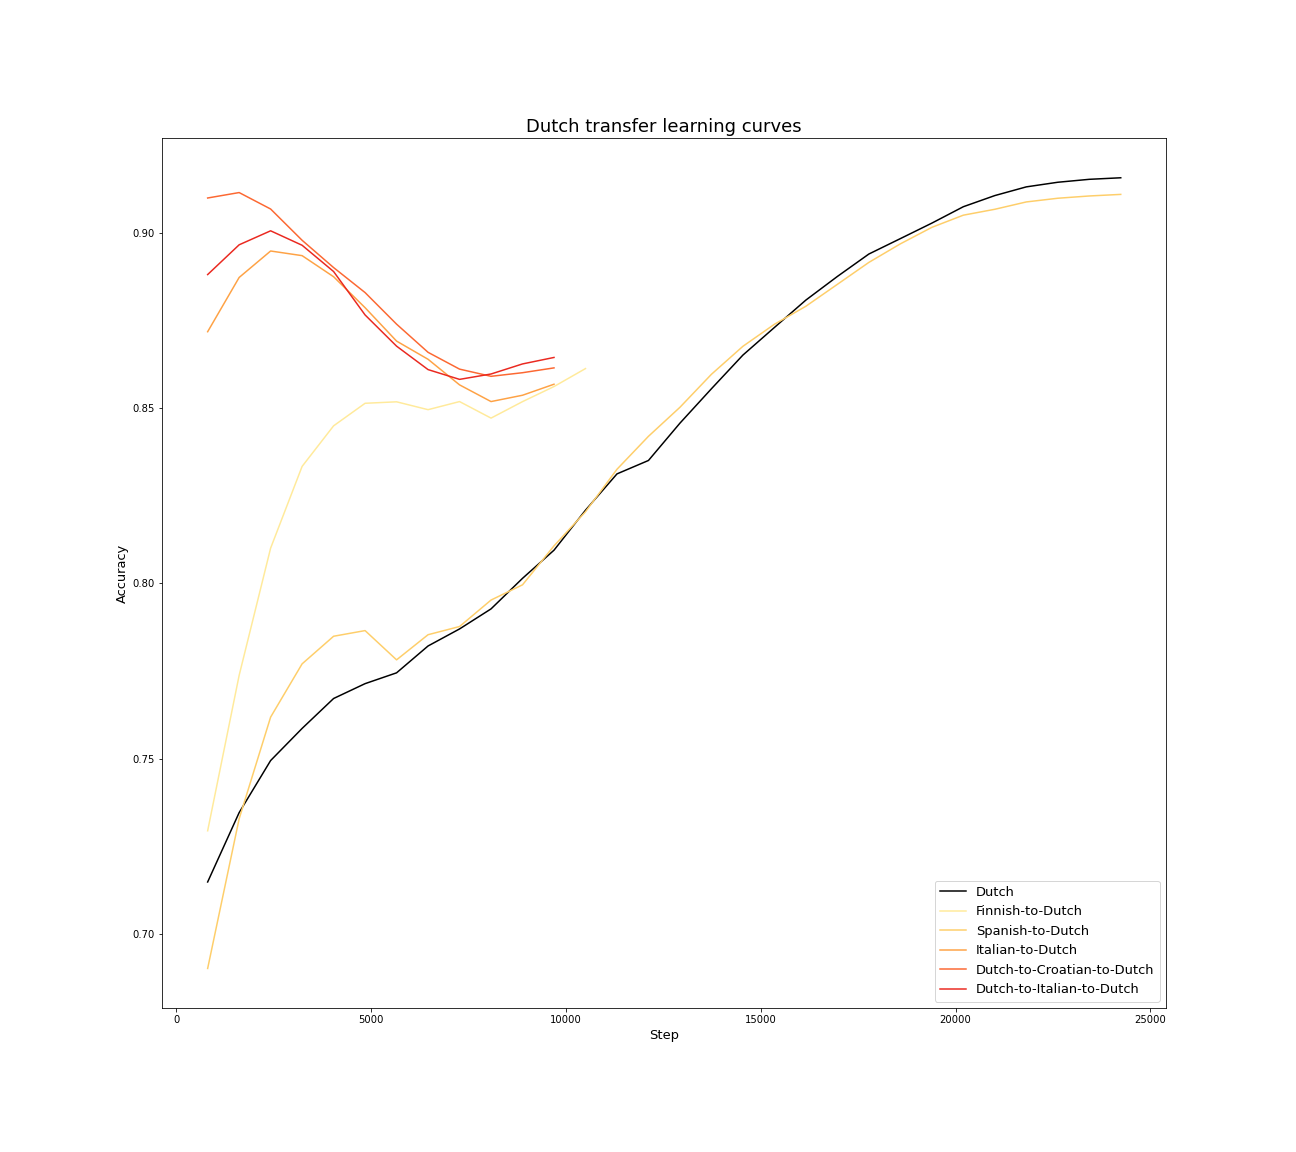 Dutch transfer learning curves
Accuracy
0.90
0.85
0.80
0.75
0.70
0 5000 10000 15000 20000 25000
Step
Dutch
Finnish-to-Dutch
Spanish-to-Dutch
Italian-to-Dutch
Dutch-to-Croatian-to-Dutch
Dutch-to-Italian-to-Dutch